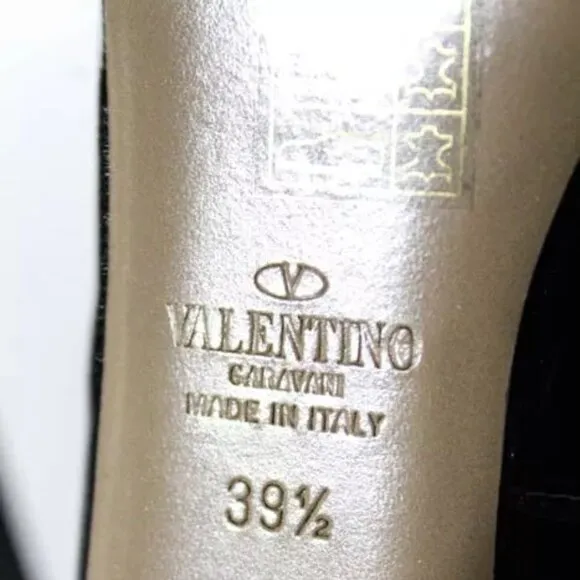 V
VALENTINO
GARAVANI
MADE IN ITALY
39½